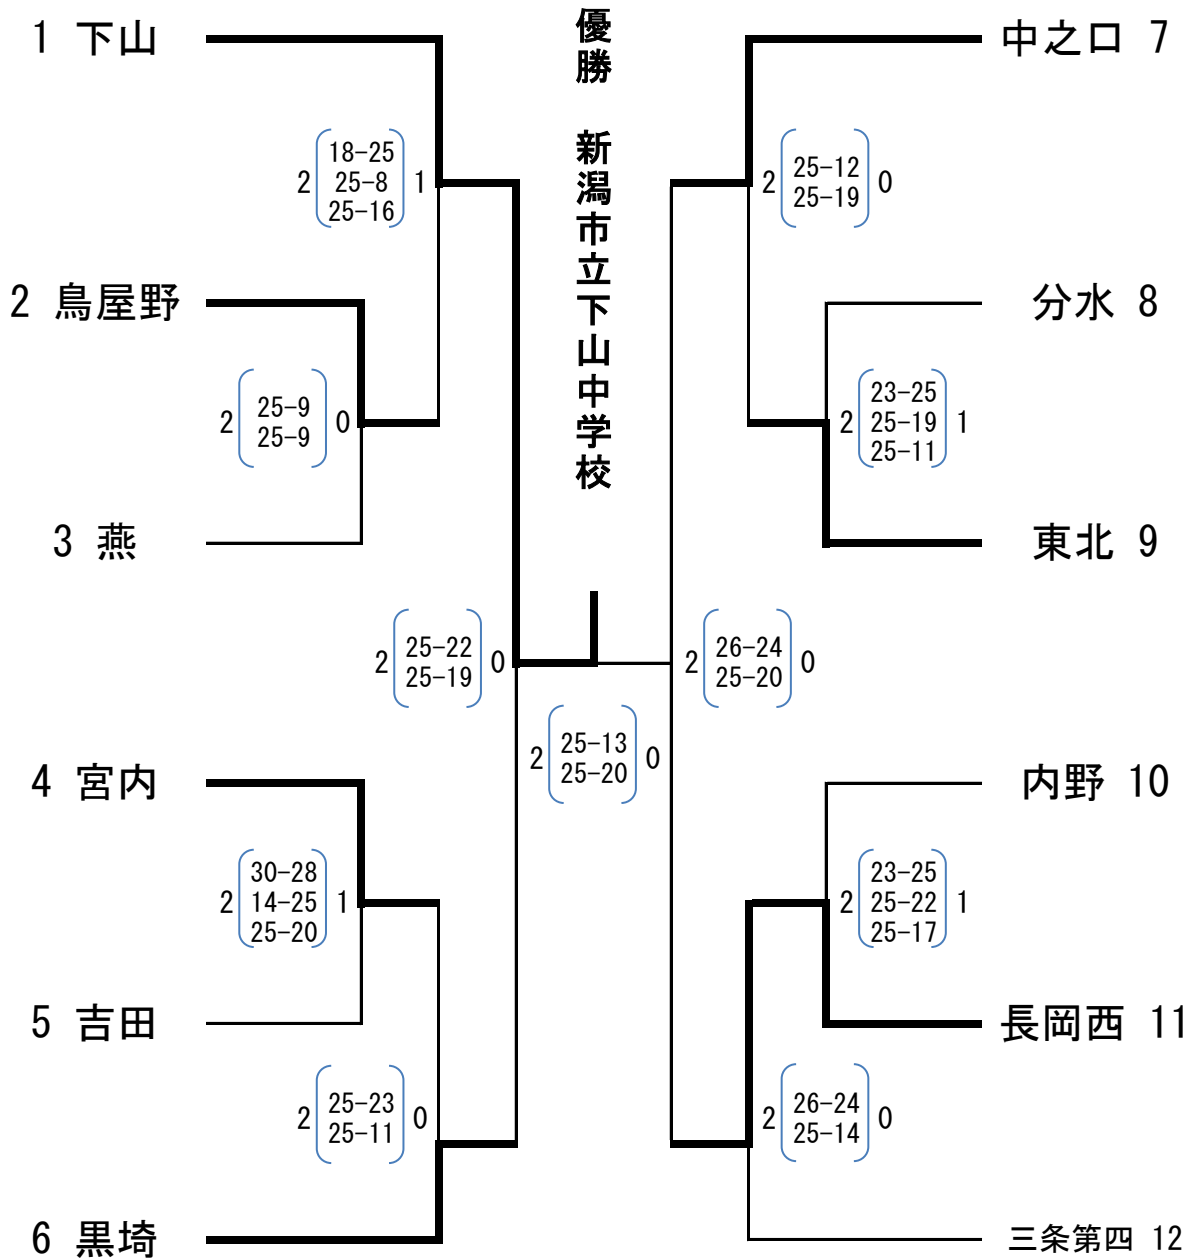 優勝　新潟市立下山中学校
1 下山
2 ( 18-25
25-8
25-16 ) 1
2 鳥屋野
2 ( 25-9
25-9 ) 0
3 燕
2 ( 25-22
25-19 ) 0
4 宮内
2 ( 30-28
14-25
25-20 ) 1
5 吉田
2 ( 25-23
25-11 ) 0
6 黒埼
2 ( 25-13
25-20 ) 0
中之口 7
2 ( 25-12
25-19 ) 0
分水 8
2 ( 23-25
25-19
25-11 ) 1
東北 9
2 ( 26-24
25-20 ) 0
内野 10
2 ( 23-25
25-22
25-17 ) 1
長岡西 11
2 ( 26-24
25-14 ) 0
三条第四 12